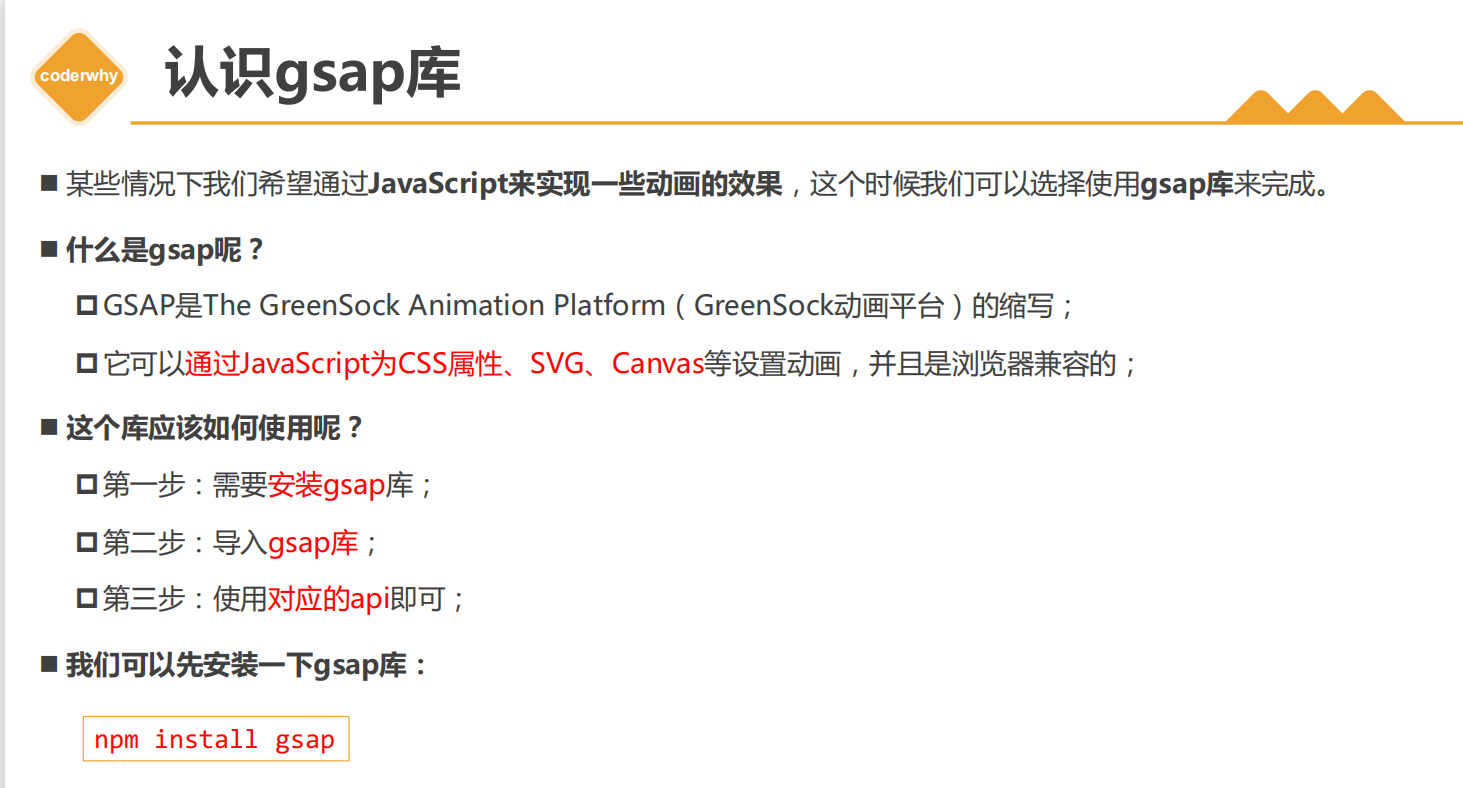 coderwhy
认识gsap库
某些情况下我们希望通过JavaScript来实现一些动画的效果，这个时候我们可以选择使用gsap库来完成。
什么是gsap呢？
GSAP是The GreenSock Animation Platform（GreenSock动画平台）的缩写；
它可以通过JavaScript为CSS属性、SVG、Canvas等设置动画，并且是浏览器兼容的；
这个库应该如何使用呢？
第一步：需要安装gsap库；
第二步：导入gsap库；
第三步：使用对应的api即可；
我们可以先安装一下gsap库：
npm install gsap